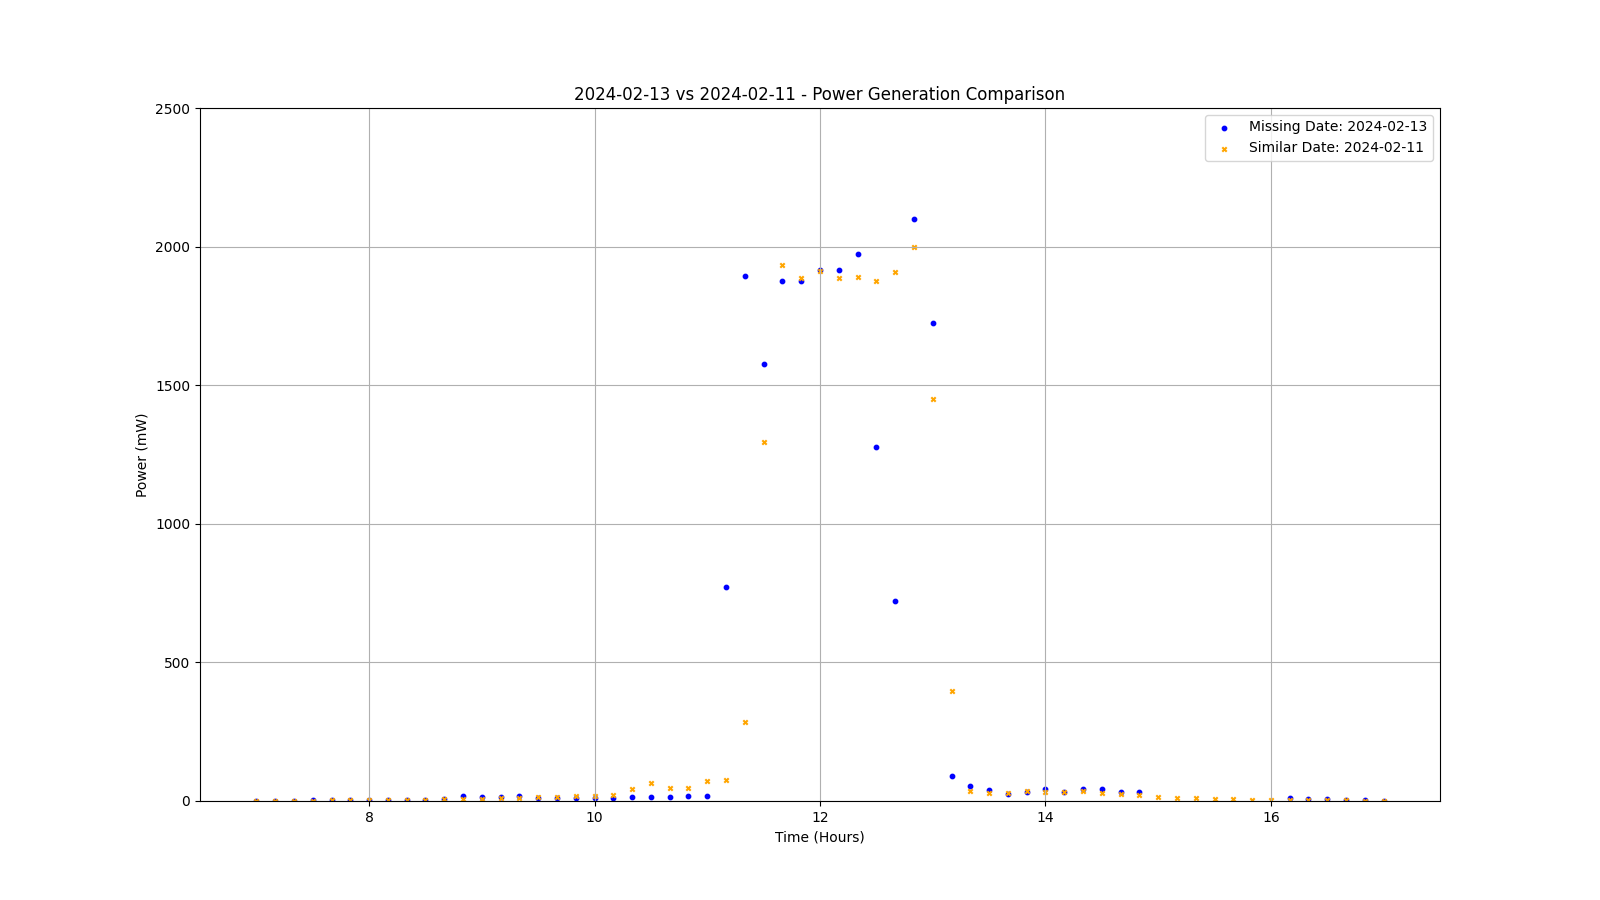 2024-02-13 vs 2024-02-11 - Power Generation Comparison
Missing Date: 2024-02-13
Similar Date: 2024-02-11
2500
2000
1500
1000
500
0
Power (mW)
8 10 12 14 16
Time (Hours)